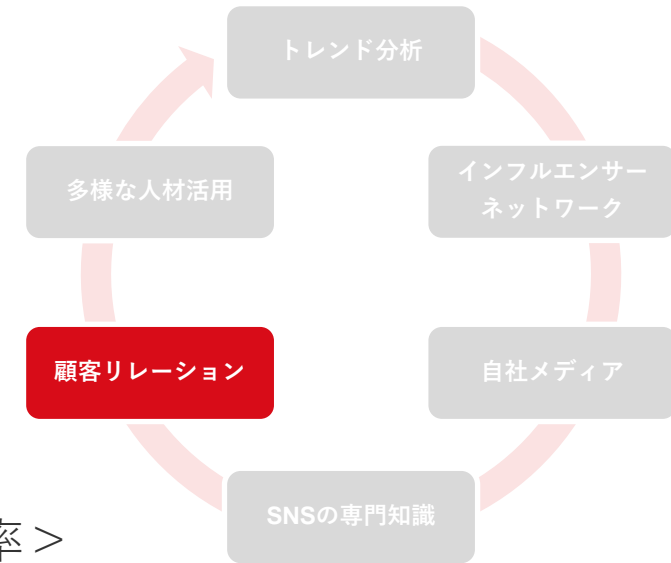 トレンド分析
多様な人材活用
インフルエンサー
ネットワーク
顧客リレーション
自社メディア
SNSの専門知識
率＞